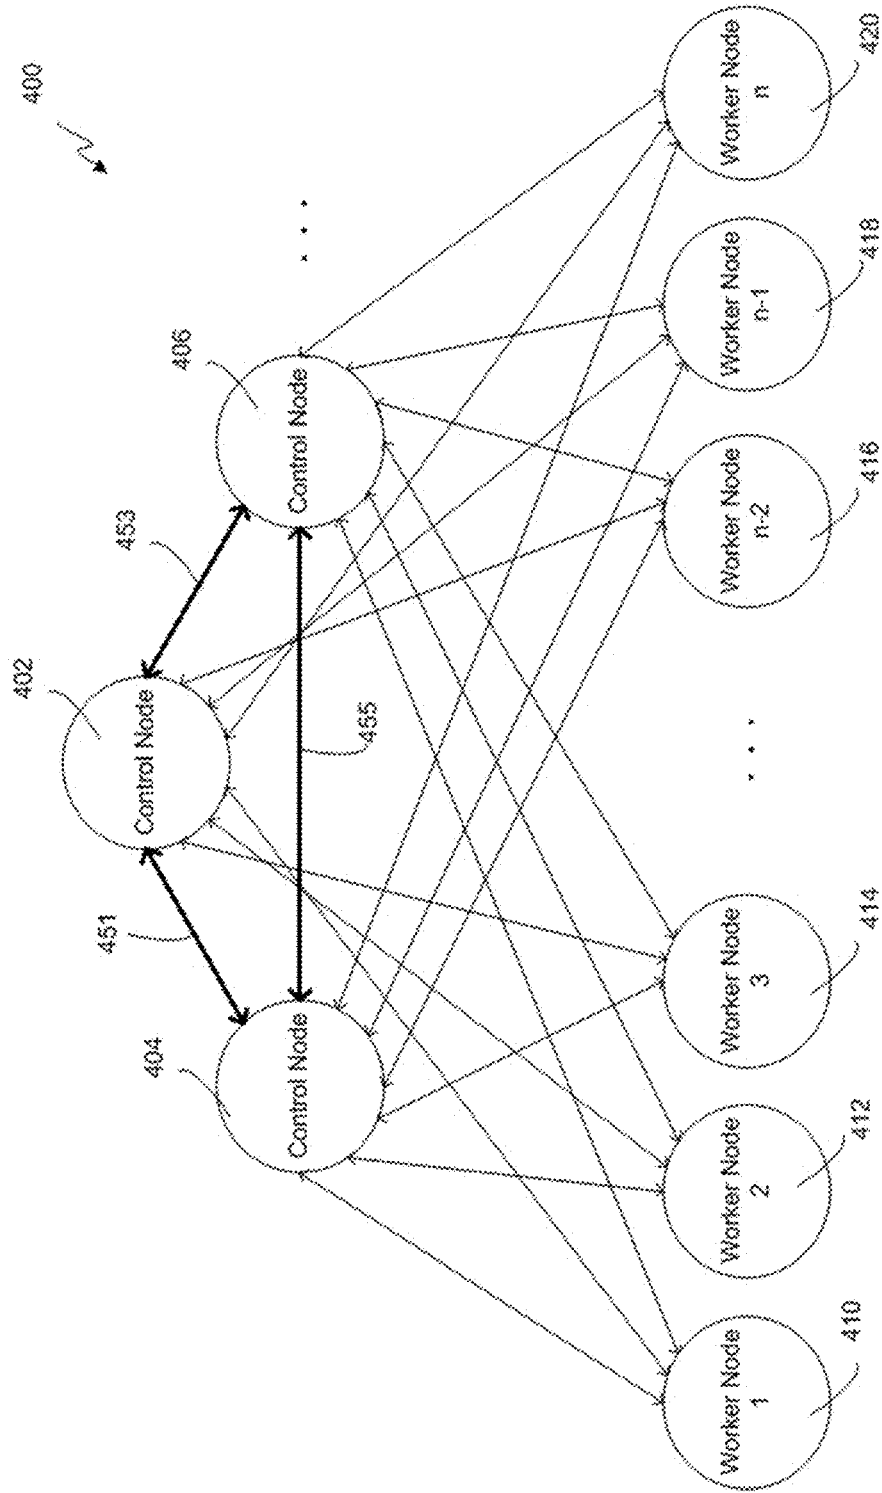 400
402
Control Node
451
453
404
406
Control Node
Control Node
455
Worker Node
1
Worker Node
2
Worker Node
3
Worker Node
n-2
Worker Node
n-1
Worker Node
n
410
412
414
416
418
420